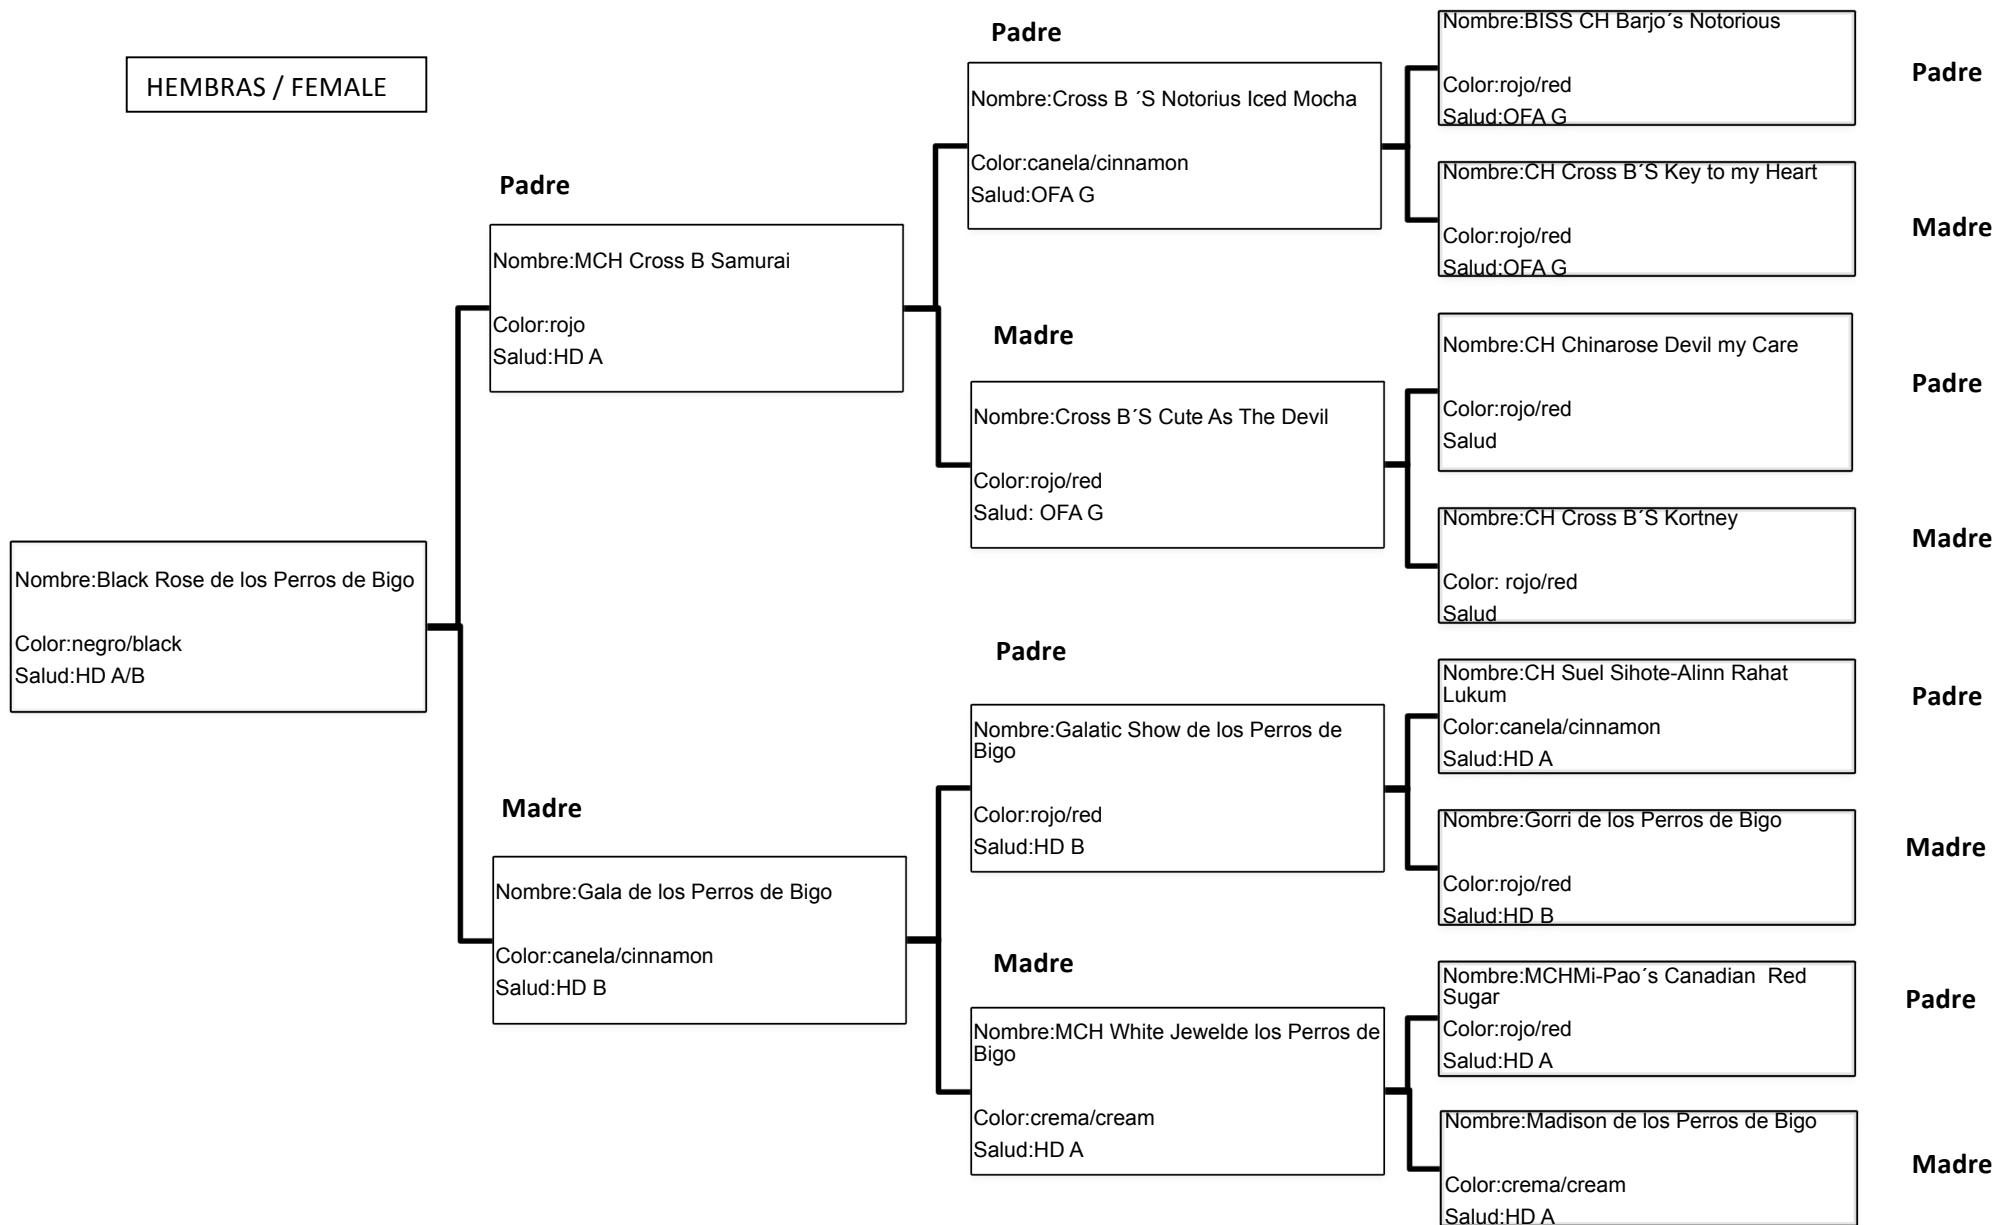 HEMBRAS / FEMALE
Nombre:Black Rose de los Perros de Bigo
Color:negro/black
Salud:HD A/B
Padre
Nombre:MCH Cross B Samurai
Color:rojo
Salud:HD A
Madre
Nombre:Gala de los Perros de Bigo
Color:canela/cinnamon
Salud:HD B
Padre
Nombre:Cross B ´S Notorius Iced Mocha
Color:canela/cinnamon
Salud:OFA G
Madre
Nombre:Cross B´S Cute As The Devil
Color:rojo/red
Salud: OFA G
Padre
Nombre:Galatic Show de los Perros de
Bigo
Color:rojo/red
Salud:HD B
Madre
Nombre:MCH White Jewelde los Perros de
Bigo
Color:crema/cream
Salud:HD A
Nombre:BISS CH Barjo´s Notorious
Color:rojo/red
Salud:OFA G
Padre
Nombre:CH Cross B´S Key to my Heart
Color:rojo/red
Salud:OFA G
Madre
Nombre:CH Chinarose Devil my Care
Color:rojo/red
Salud
Padre
Nombre:CH Cross B´S Kortney
Color: rojo/red
Salud
Madre
Nombre:CH Suel Sihote-Alinn Rahat
Lukum
Color:canela/cinnamon
Salud:HD A
Padre
Nombre:Gorri de los Perros de Bigo
Color:rojo/red
Salud:HD B
Madre
Nombre:MCHMi-Pao´s Canadian  Red
Sugar
Color:rojo/red
Salud:HD A
Padre
Nombre:Madison de los Perros de Bigo
Color:crema/cream
Salud:HD A
Madre